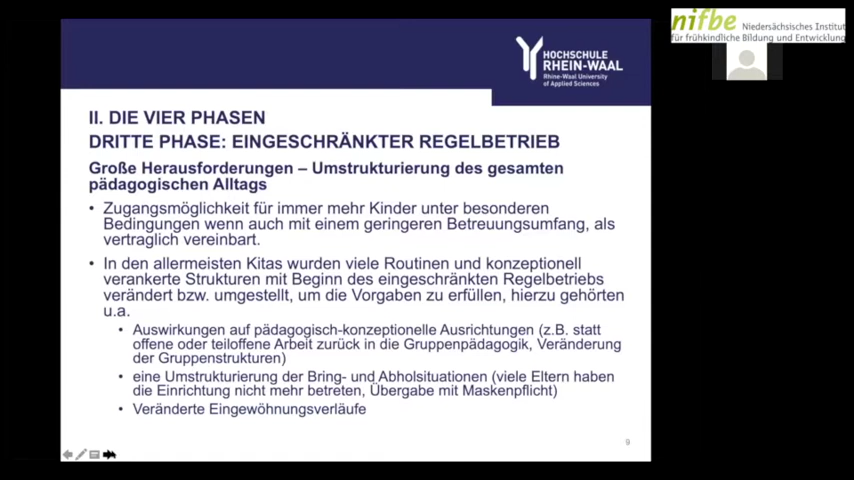 nifbe Niedersächsisches Institut
für frühkindliche Bildung und Entwicklung
HOCHSCHULE
RHEIN-WAAL
Rhine-Waal University
of Applied Sciences
II. DIE VIER PHASEN
DRITTE PHASE: EINGESCHRÄNKTER REGELBETRIEB
Große Herausforderungen – Umstrukturierung des gesamten
pädagogischen Alltags
• Zugangsmöglichkeit für immer mehr Kinder unter besonderen
Bedingungen wenn auch mit einem geringeren Betreuungsumfang, als
vertraglich vereinbart.
• In den allermeisten Kitas wurden viele Routinen und konzeptionell
verankerte Strukturen mit Beginn des eingeschränkten Regelbetriebs
verändert bzw. umgestellt, um die Vorgaben zu erfüllen, hierzu gehörten
u.a.
• Auswirkungen auf pädagogisch-konzeptionelle Ausrichtungen (z.B. statt
offene oder teiloffene Arbeit zurück in die Gruppenpädagogik, Veränderung
der Gruppenstrukturen)
• eine Umstrukturierung der Bring- und Abholsituationen (viele Eltern haben
die Einrichtung nicht mehr betreten, Übergabe mit Maskenpflicht)
• Veränderte Eingewöhnungsverläufe
9